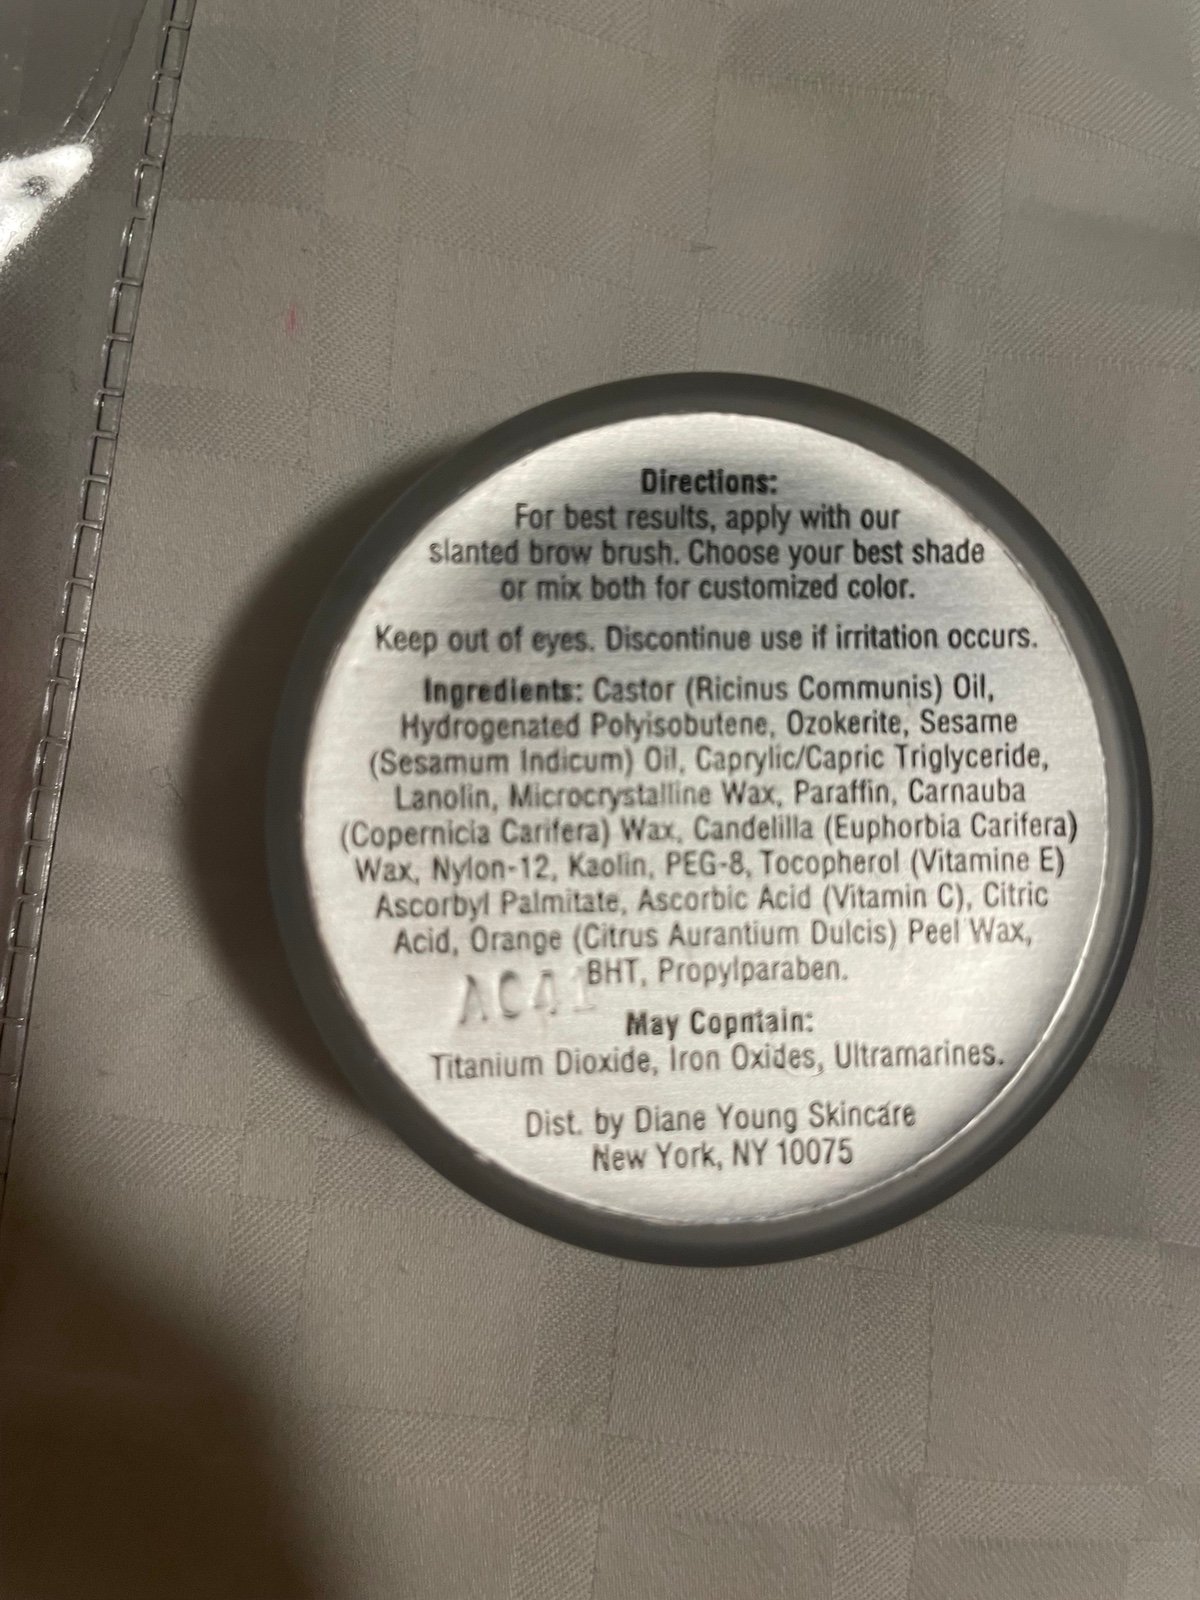 Directions:
For best results, apply with our
slanted brow brush. Choose your best shade
or mix both for customized color.
Keep out of eyes. Discontinue use if irritation occurs.
Ingredients: Castor (Ricinus Communis) Oil,
Hydrogenated Polyisobutene, Ozokerite, Sesame
(Sesamum Indicum) Oil, Caprylic/Capric Triglyceride,
Lanolin, Microcrystalline Wax, Paraffin, Carnauba
(Copernicia Carifera) Wax, Candelilla (Euphorbia Carifera)
Wax, Nylon-12, Kaolin, PEG-8, Tocopherol (Vitamine E)
Ascorbyl Palmitate, Ascorbic Acid (Vitamin C), Citric
Acid, Orange (Citrus Aurantium Dulcis) Peel Wax,
BHT, Propylparaben.
May Copntain:
Titanium Dioxide, Iron Oxides, Ultramarines.
Dist. by Diane Young Skincare
New York, NY 10075